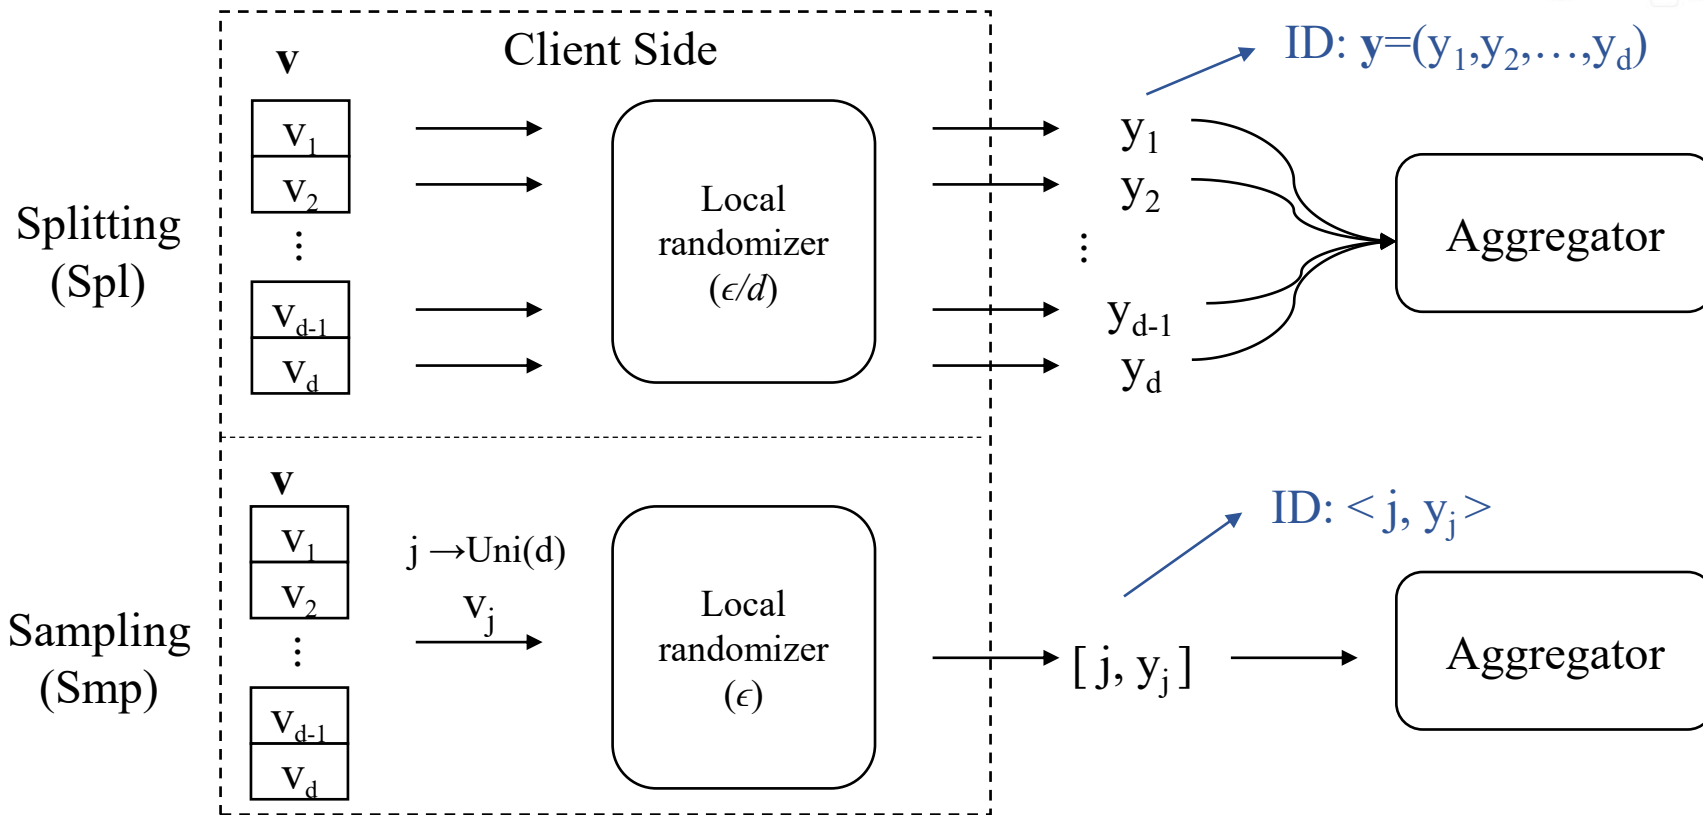 Client Side
ID: y=(y1,y2,…,yd)
v
v1
v2
⋮
vd-1
vd
Splitting
(Spl)
Local
randomizer
(ϵ/d)
y1
y2
⋮
yd-1
yd
Aggregator
v
v1
v2
⋮
vd-1
vd
Sampling
(Smp)
j →Uni(d)
vj
Local
randomizer
(ϵ)
ID: < j, yj >
[ j, yj ]
Aggregator